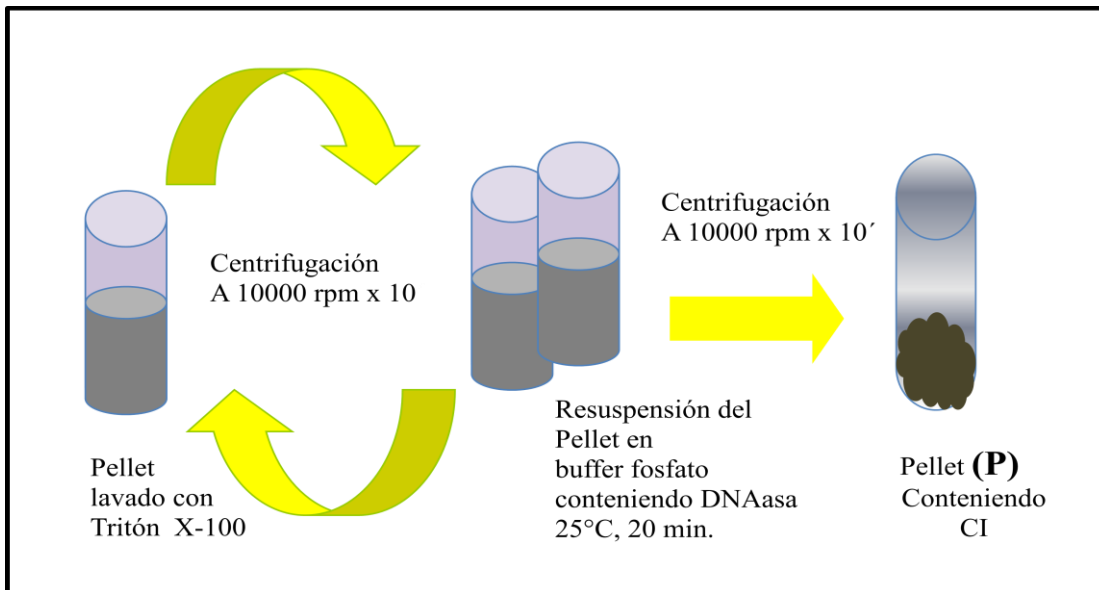 Centrifugación
A 10000 rpm x 10
Pellet
lavado con
Tritón X-100
Resuspensión del
Pellet en
buffer fosfato
conteniendo DNAasa
25°C, 20 min.
Centrifugación
A 10000 rpm x 10´
Pellet (P)
Conteniendo
CI